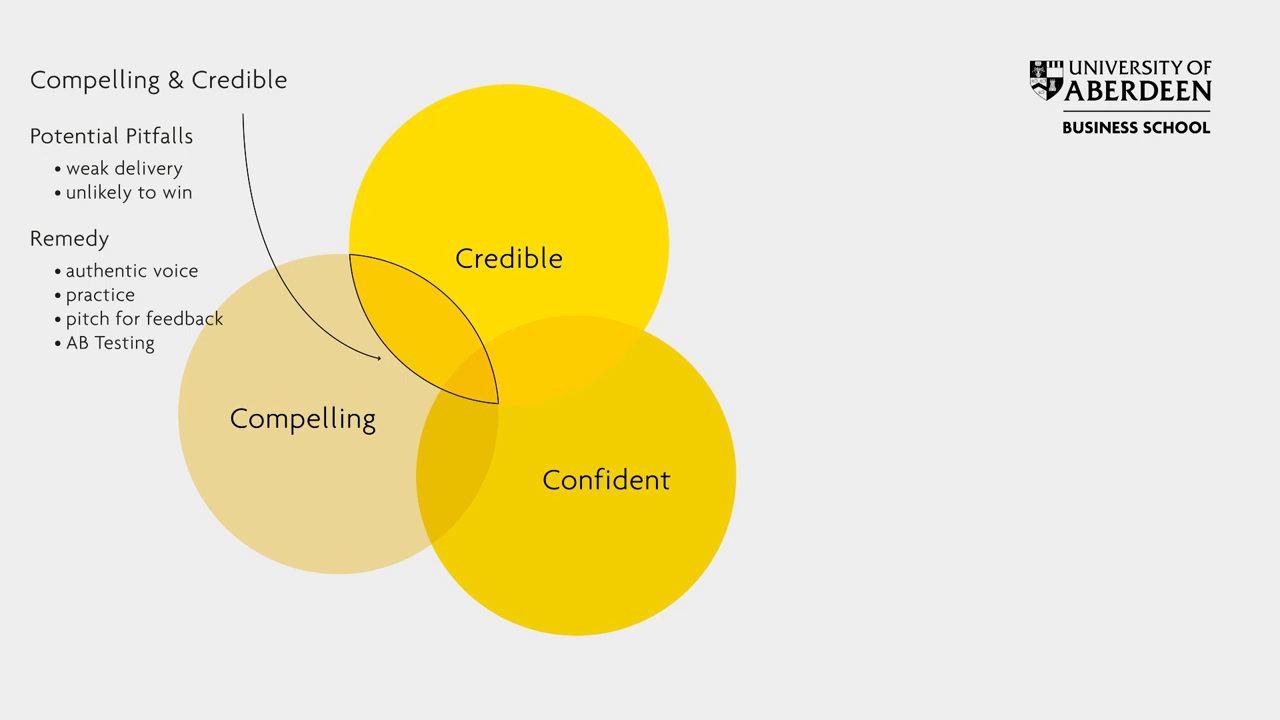 Compelling & Credible
Potential Pitfalls
• weak delivery
• unlikely to win
Remedy
• authentic voice
• practice
• pitch for feedback
• AB Testing
Credible
Compelling
Confident
UNIVERSITY OF
ABERDEEN
BUSINESS SCHOOL